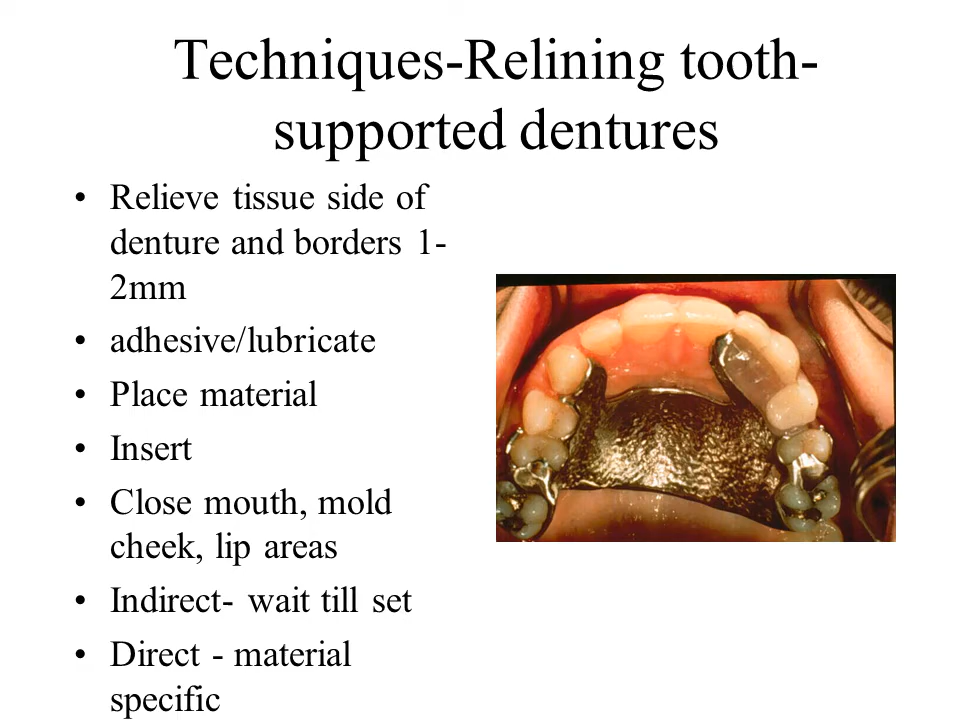 Techniques-Relining tooth-
supported dentures
• Relieve tissue side of
denture and borders 1-
2mm
• adhesive/lubricate
• Place material
• Insert
• Close mouth, mold
cheek, lip areas
• Indirect- wait till set
• Direct - material
specific